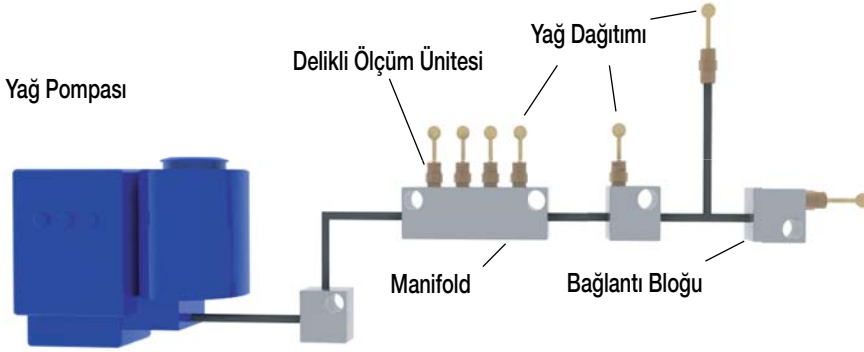 Yağ Dağıtımı
Delikli Ölçüm Ünitesi
Yağ Pompası
Manifold
Bağlantı Bloğu